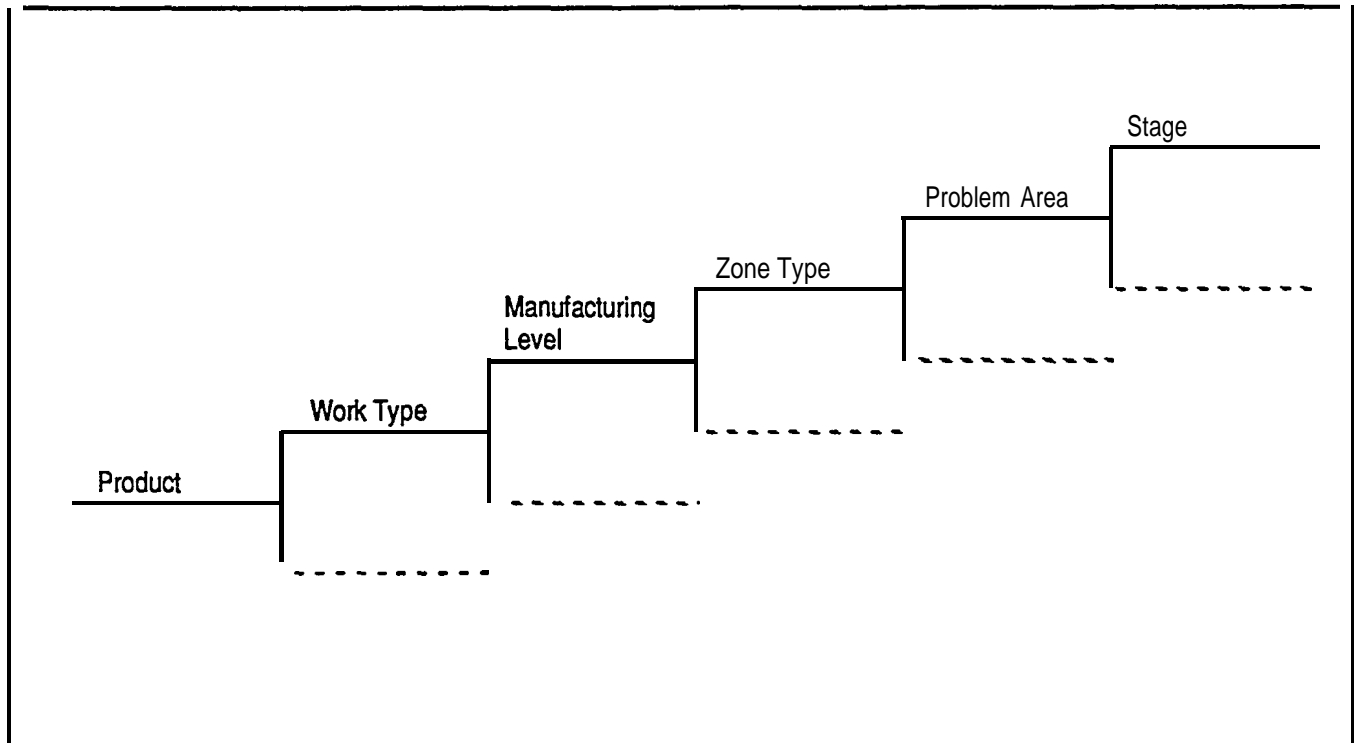 Stage
Problem Area
Zone Type
Manufacturing
Level
Work Type
Product